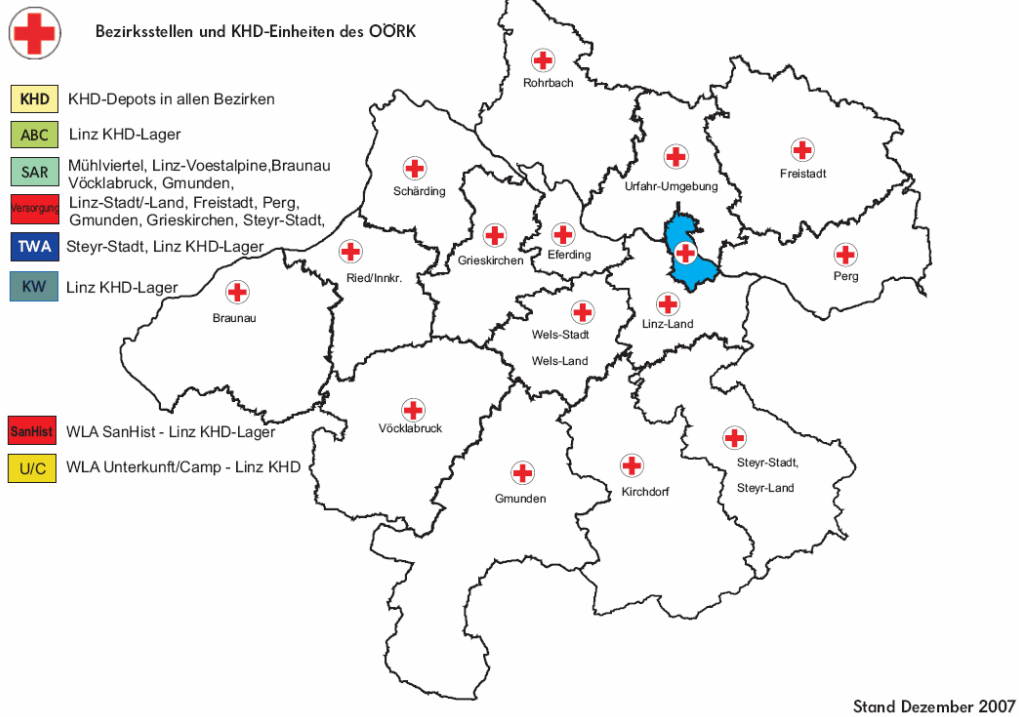 Bezirksstellen und KHD-Einheiten des OÖRK
KHD KHD-Depots in allen Bezirken
ABC Linz KHD-Lager
SAR Mühlviertel, Linz-Voestalpine,Braunau
Vöcklabruck, Gmunden,
Versorgung Linz-Stadt/-Land, Freistadt, Perg,
Gmunden, Grieskirchen, Steyr-Stadt,
TWA Steyr-Stadt, Linz KHD-Lager
KW Linz KHD-Lager
SanHist WLA SanHist - Linz KHD-Lager
U/C WLA Unterkunft/Camp - Linz KHD
Rohrbach
Freistadt
Urfahr-Umgebung
Schärding
Grieskirchen
Eferding
Perg
Ried/Innkr.
Braunau
Linz-Land
Wels-Stadt
Wels-Land
Vöcklabruck
Gmunden
Kirchdorf
Steyr-Stadt,
Steyr-Land
Stand Dezember 2007